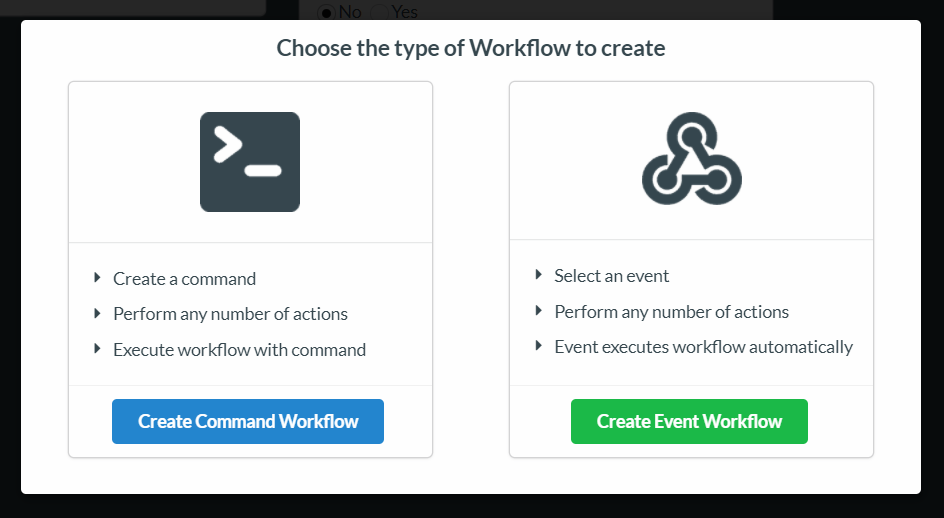 No Yes
Choose the type of Workflow to create
Create a command
Perform any number of actions
Execute workflow with command
Create Command Workflow
Select an event
Perform any number of actions
Event executes workflow automatically
Create Event Workflow